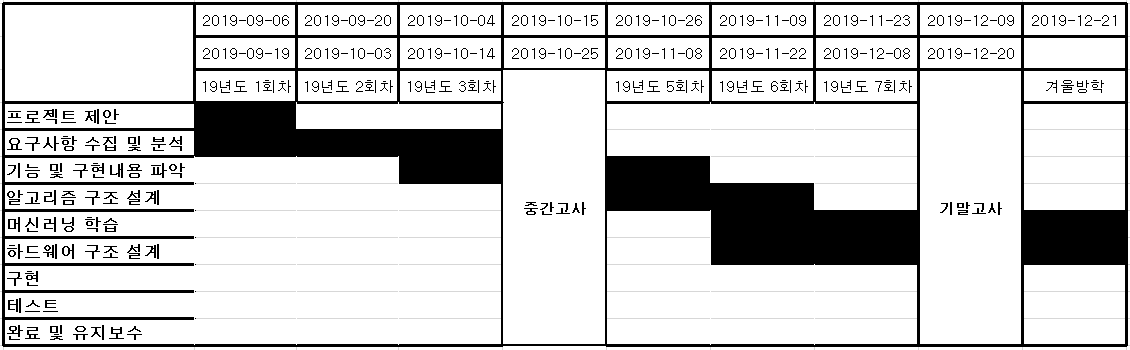 2019-09-06 2019-09-20 2019-10-04 2019-10-15 2019-10-26 2019-11-09 2019-11-23 2019-12-09 2019-12-21
2019-09-19 2019-10-03 2019-10-14 2019-10-25 2019-11-08 2019-11-22 2019-12-08 2019-12-20
19년도 1회차 19년도 2회차 19년도 3회차 19년도 5회차 19년도 6회차 19년도 7회차 겨울방학
프로젝트 제안
요구사항 수집 및 분석
기능 및 구현내용 파악
알고리즘 구조 설계 중간고사 기말고사
머신러닝 학습
하드웨어 구조 설계
구현
테스트
완료 및 유지보수